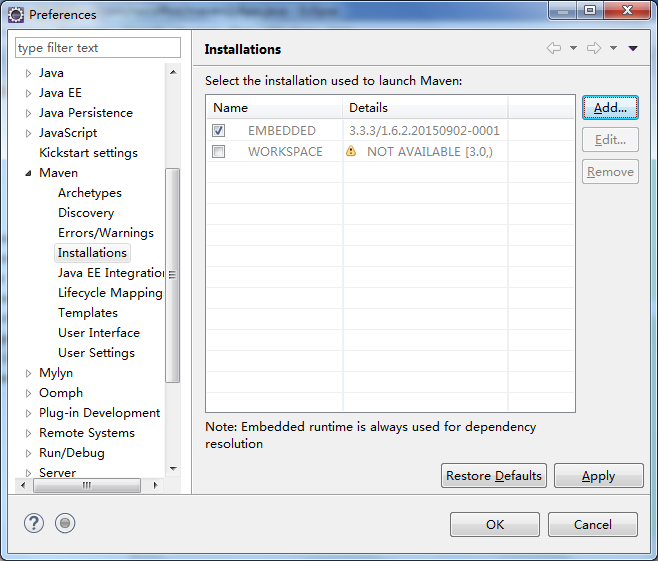 Preferences
type filter text
Java
Java EE
Java Persistence
JavaScript
Kickstart settings
Maven
Archetypes
Discovery
Errors/Warnings
Installations
Java EE Integration
Lifecycle Mapping
Templates
User Interface
User Settings
Mylyn
Oomph
Plug-in Development
Remote Systems
Run/Debug
Server
Installations
Select the installation used to launch Maven:
Name Details
EMBEDDED 3.3.3/1.6.2.20150902-0001
WORKSPACE NOT AVAILABLE [3.0,)
Add...
Edit...
Remove
Note: Embedded runtime is always used for dependency
resolution
Restore Defaults Apply
OK Cancel